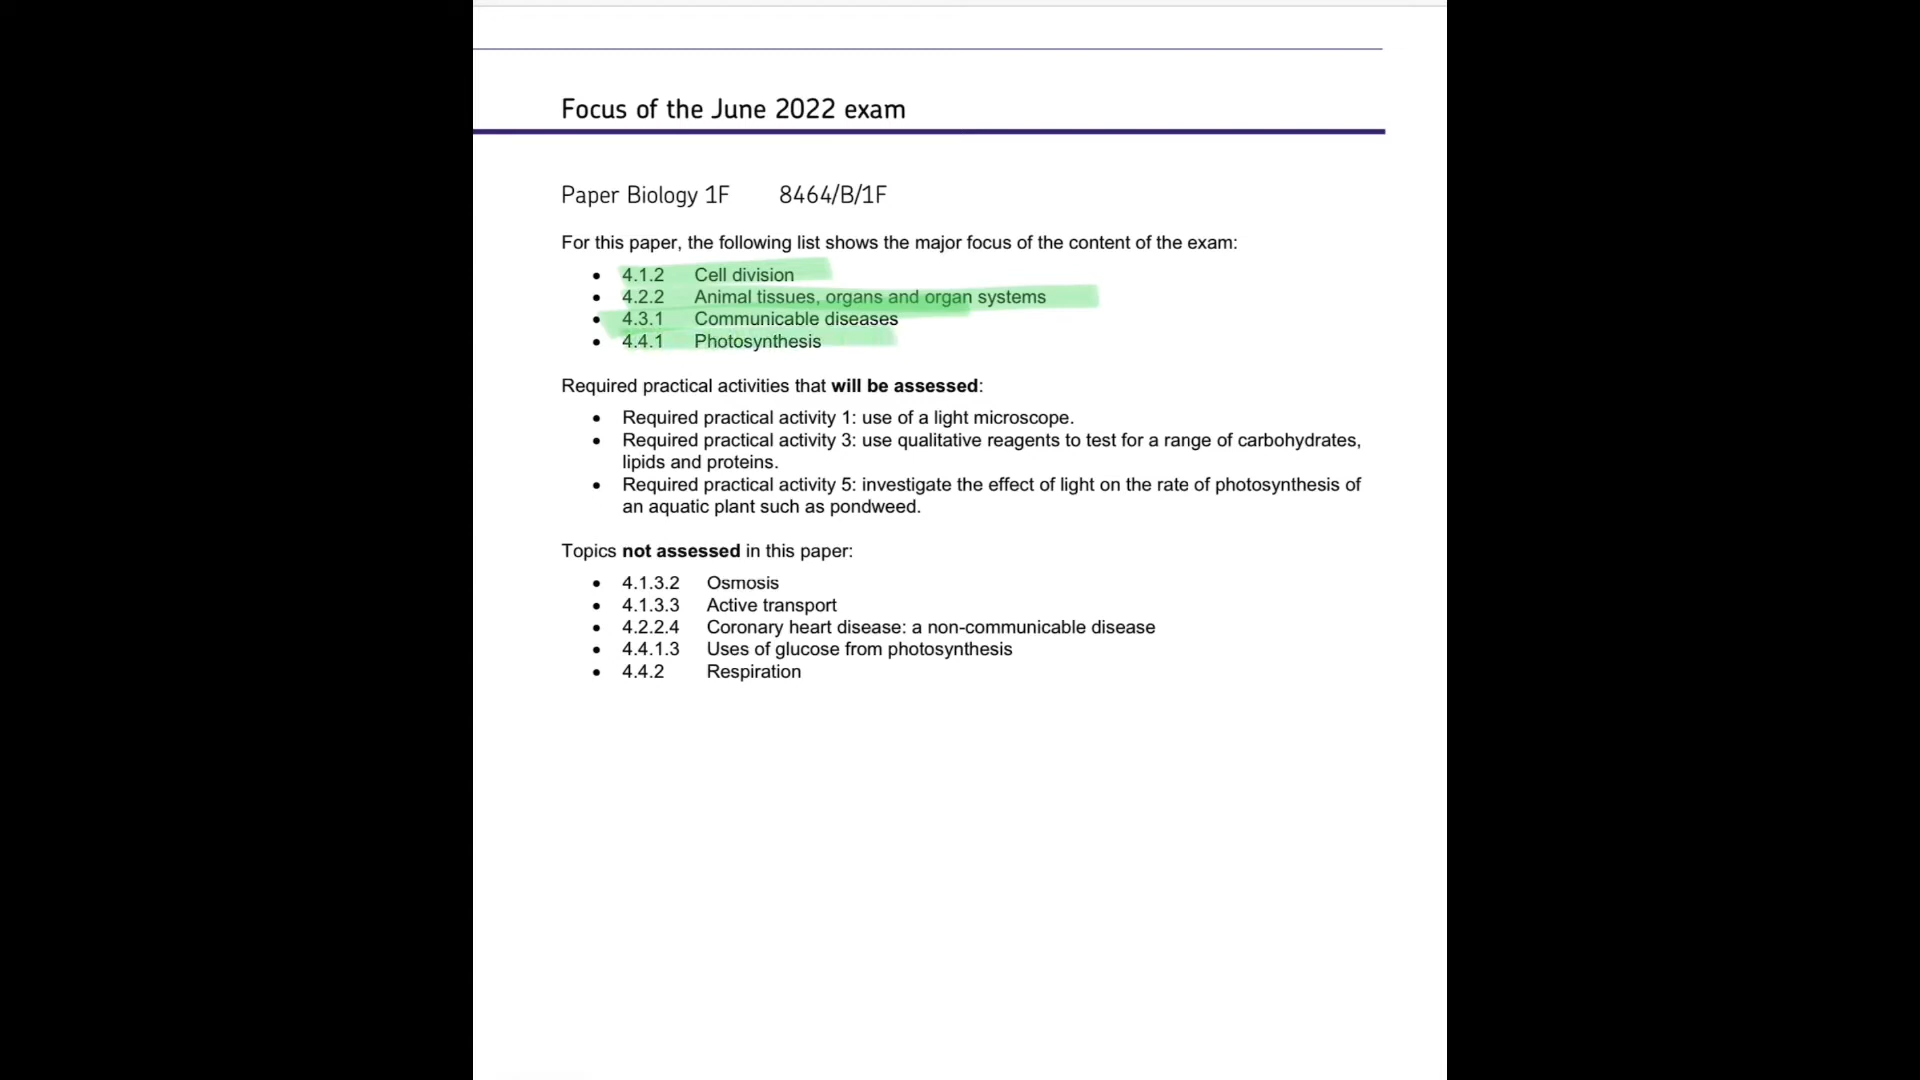 Focus of the June 2022 exam
Paper Biology 1F 8464/B/1F
For this paper, the following list shows the major focus of the content of the exam:
• 4.1.2 Cell division
• 4.2.2 Animal tissues, organs and organ systems
• 4.3.1 Communicable diseases
• 4.4.1 Photosynthesis
Required practical activities that will be assessed:
• Required practical activity 1: use of a light microscope.
• Required practical activity 3: use qualitative reagents to test for a range of carbohydrates,
lipids and proteins.
• Required practical activity 5: investigate the effect of light on the rate of photosynthesis of
an aquatic plant such as pondweed.
Topics not assessed in this paper:
• 4.1.3.2 Osmosis
• 4.1.3.3 Active transport
• 4.2.2.4 Coronary heart disease: a non-communicable disease
• 4.4.1.3 Uses of glucose from photosynthesis
• 4.4.2 Respiration